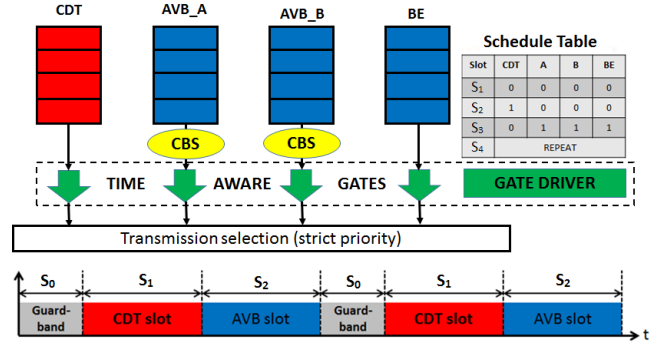 CDT AVB_A AVB_B BE
Schedule Table
Slot CDT A B BE
S₁ 0 0 0 0
S₂ 1 0 0 0
S₃ 0 1 1 1
S₄ REPEAT
CBS CBS
TIME AWARE GATES GATE DRIVER
Transmission selection (strict priority)
S₀ S₁ S₂ S₀ S₁ S₂
Guard-band CDT slot AVB slot Guard-band CDT slot AVB slot t